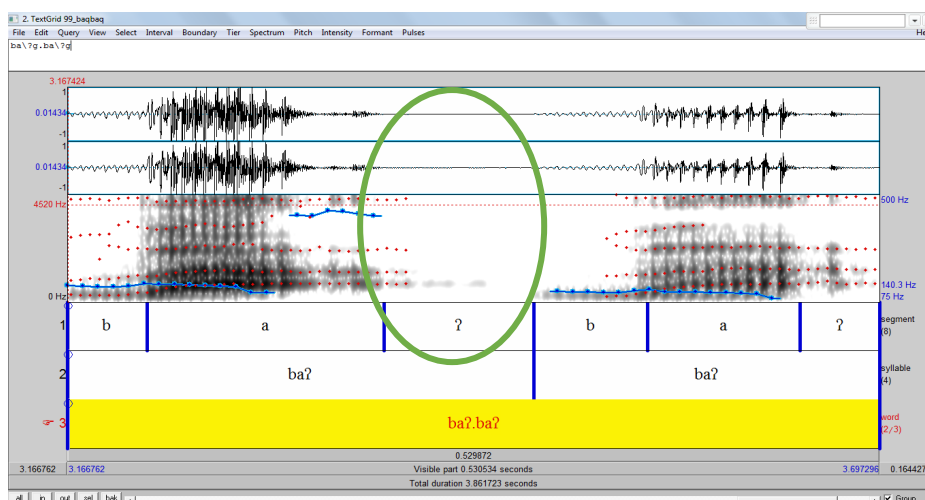 2. TextGrid 99_baqbaq
File Edit Query View Select Interval Boundary Tier Spectrum Pitch Intensity Formant Pulses He
ba\?g.ba\?g
3.167424
1
0.01434
-1
1
0.01434
-1
4520 Hz 500 Hz
140.3 Hz
0 Hz 75 Hz
1 b a ʔ b a ʔ segment (8)
2 baʔ baʔ syllable (4)
☞ 3 baʔ.baʔ word (2/3)
0.529872
3.166762 3.166762 Visible part 0.530534 seconds 3.697296 0.164427
Total duration 3.861723 seconds
all in out sel bak Group